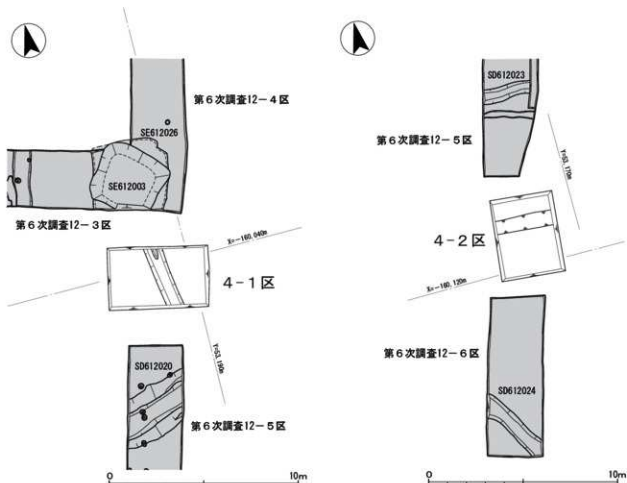 第6次調査12-4区
SE612026
SE612003
第6次調査12-3区
X=-160,040m
4-1区
Y=53,190m
SD612020
第6次調査12-5区
0
10m
SD612023
第6次調査12-5区
Y=53,170m
4-2区
X=-160,120m
第6次調査12-6区
SD612024
0
10m